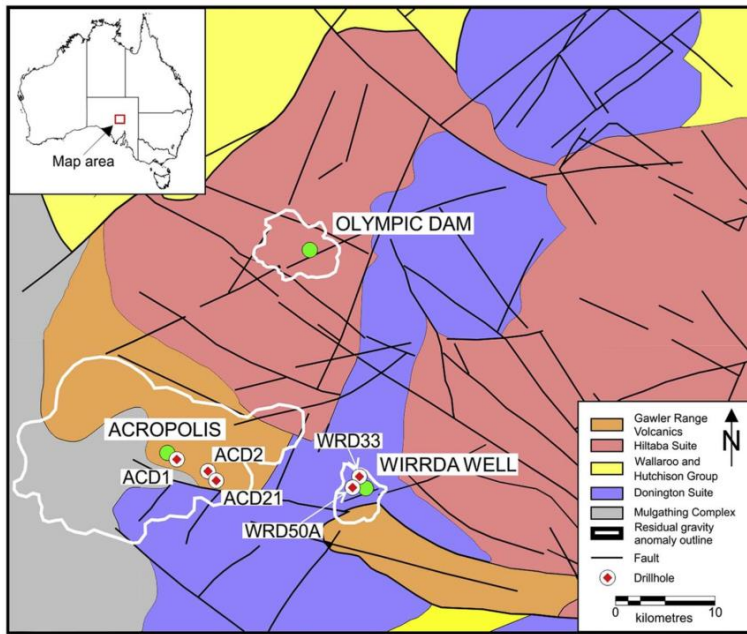 Map area
OLYMPIC DAM
ACROPOLIS
ACD2
ACD1
ACD21
WRD33
WIRRDA WELL
WRD50A
Gawler Range
Volcanics
Hiltaba Suite
Wallaroo and
Hutchison Group
Donington Suite
Mulgathing Complex
Residual gravity
anomaly outline
Fault
Drillhole
N
0 10
kilometres